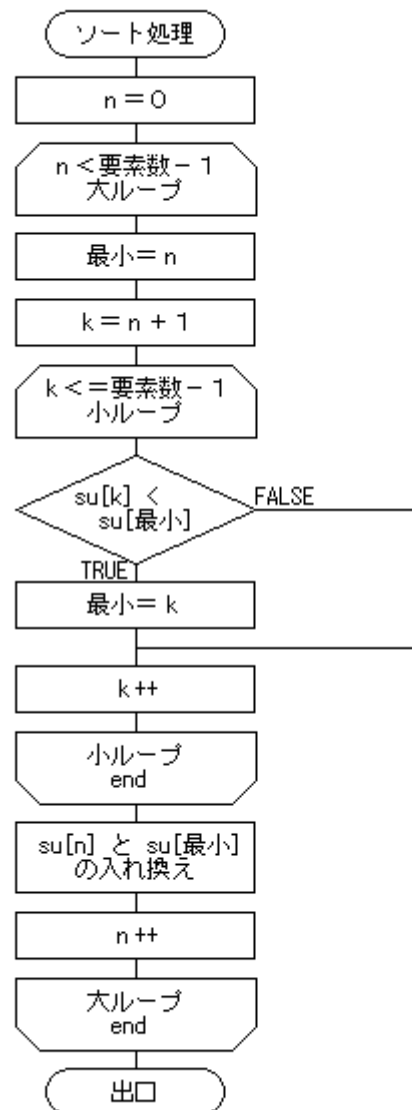 ソート処理
n＝０
n＜要素数－１
大ループ
最小＝n
k＝n＋１
k＜＝要素数－１
小ループ
su[k] ＜
su[最小]
FALSE
TRUE
最小＝k
k++
小ループ
end
su[n] と su[最小]
の入れ換え
n++
大ループ
end
出口